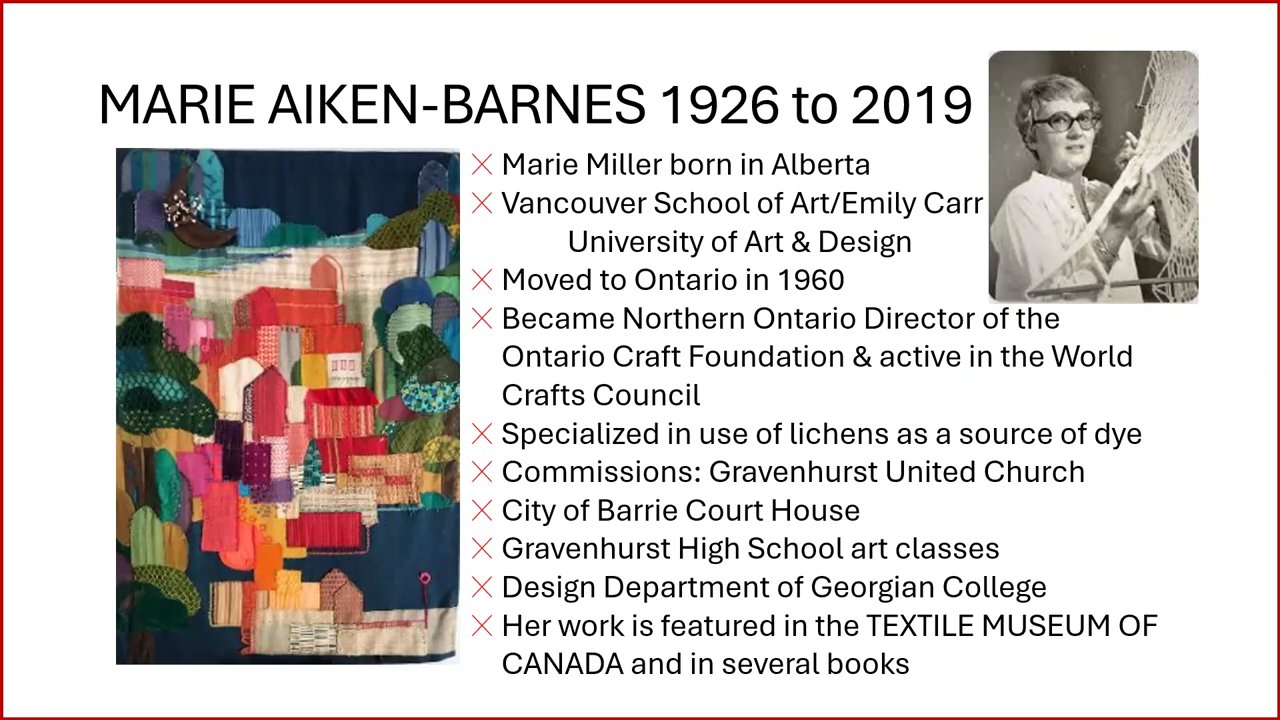 MARIE AIKEN-BARNES 1926 to 2019
Marie Miller born in Alberta
Vancouver School of Art/Emily Carr
University of Art & Design
Moved to Ontario in 1960
Became Northern Ontario Director of the
Ontario Craft Foundation & active in the World
Crafts Council
Specialized in use of lichens as a source of dye
Commissions: Gravenhurst United Church
City of Barrie Court House
Gravenhurst High School art classes
Design Department of Georgian College
Her work is featured in the TEXTILE MUSEUM OF
CANADA and in several books